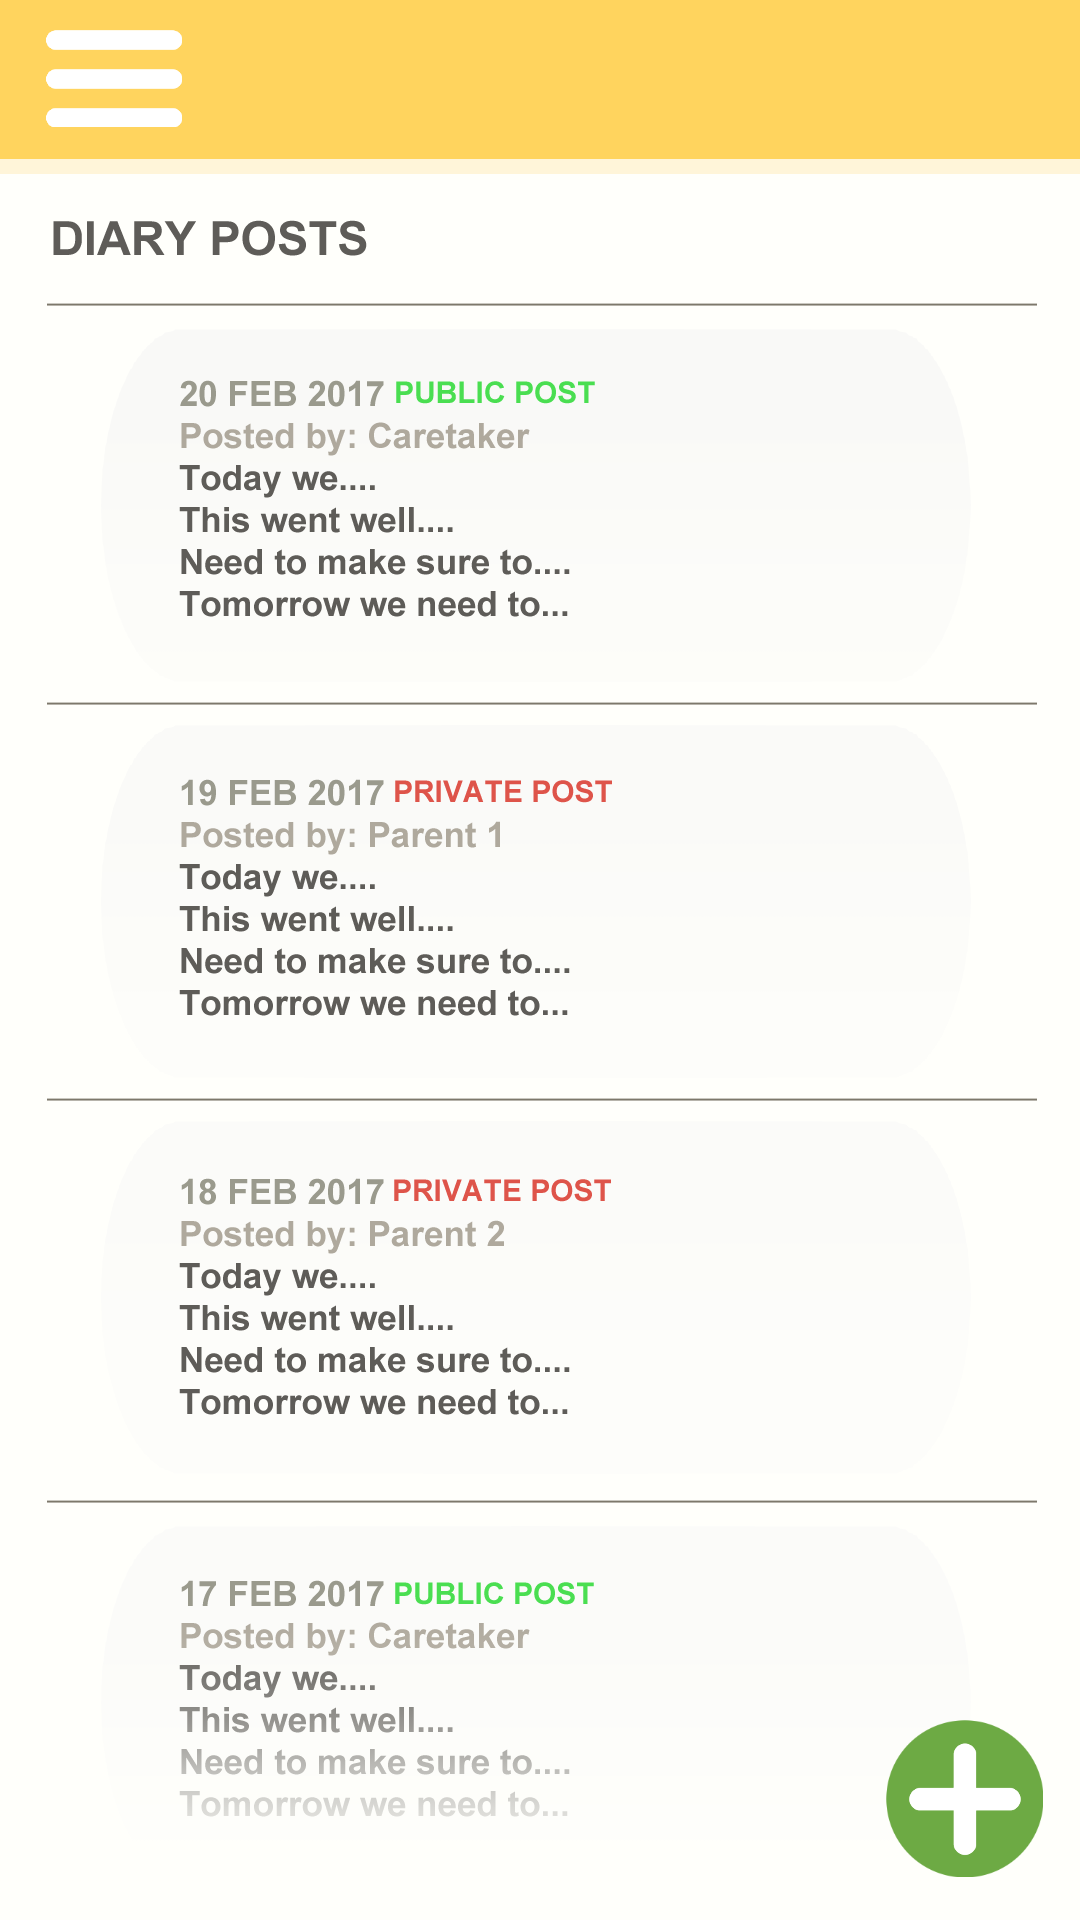 DIARY POSTS
20 FEB 2017 PUBLIC POST
Posted by: Caretaker
Today we....
This went well....
Need to make sure to....
Tomorrow we need to...
19 FEB 2017 PRIVATE POST
Posted by: Parent 1
Today we....
This went well....
Need to make sure to....
Tomorrow we need to...
18 FEB 2017 PRIVATE POST
Posted by: Parent 2
Today we....
This went well....
Need to make sure to....
Tomorrow we need to...
17 FEB 2017 PUBLIC POST
Posted by: Caretaker
Today we....
This went well....
Need to make sure to....
Tomorrow we need to...